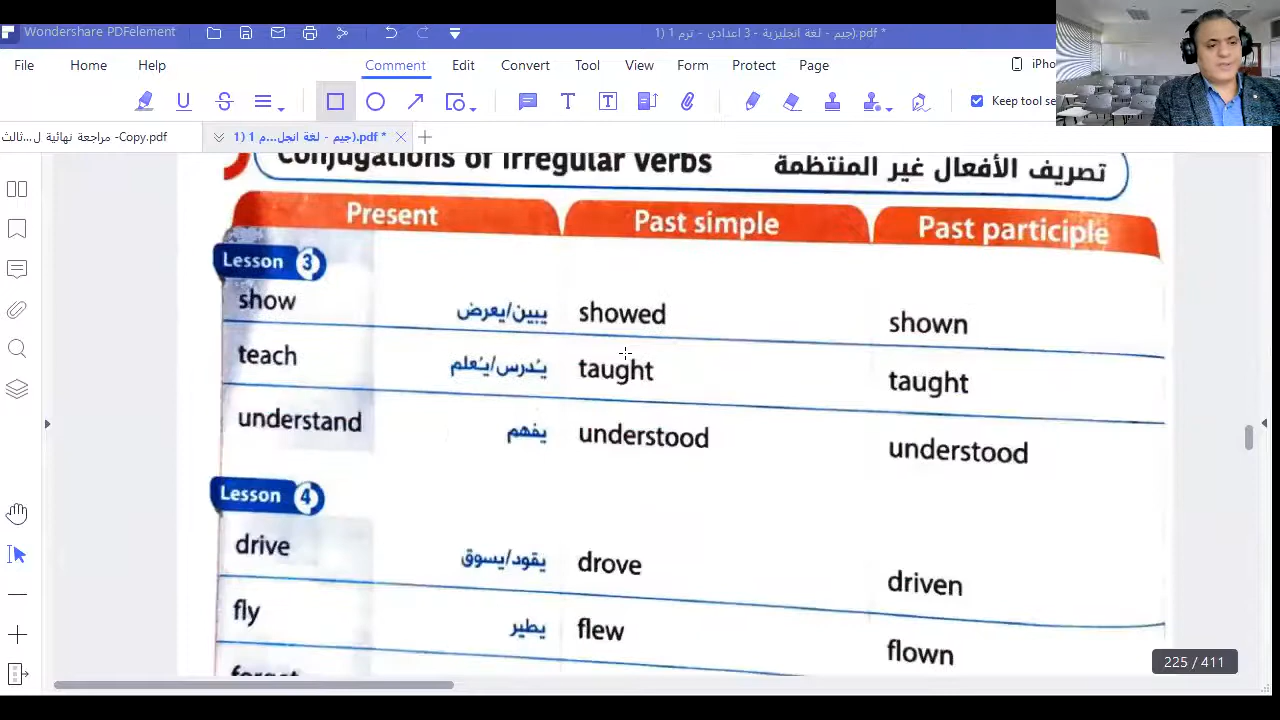 Wondershare PDFelement
(جيم - لغة انجليزية - 3 اعدادي - ترم 1 (1.pdf *
File Home Help Comment Edit Convert Tool View Form Protect Page iPho
Keep tool se
مراجعة نهائية ل...ثالث -Copy.pdf
(جيم - لغة انجل...م 1 (1.pdf *
Conjugations of Irregular Verbs تصريف الأفعال غير المنتظمة
Present Past simple Past participle
Lesson 3
show يبين/يعرض showed shown
teach يُدرس/يُعلم taught taught
understand يفهم understood understood
Lesson 4
drive يقود/يسوق drove driven
fly يطير flew flown
forget
225 / 411